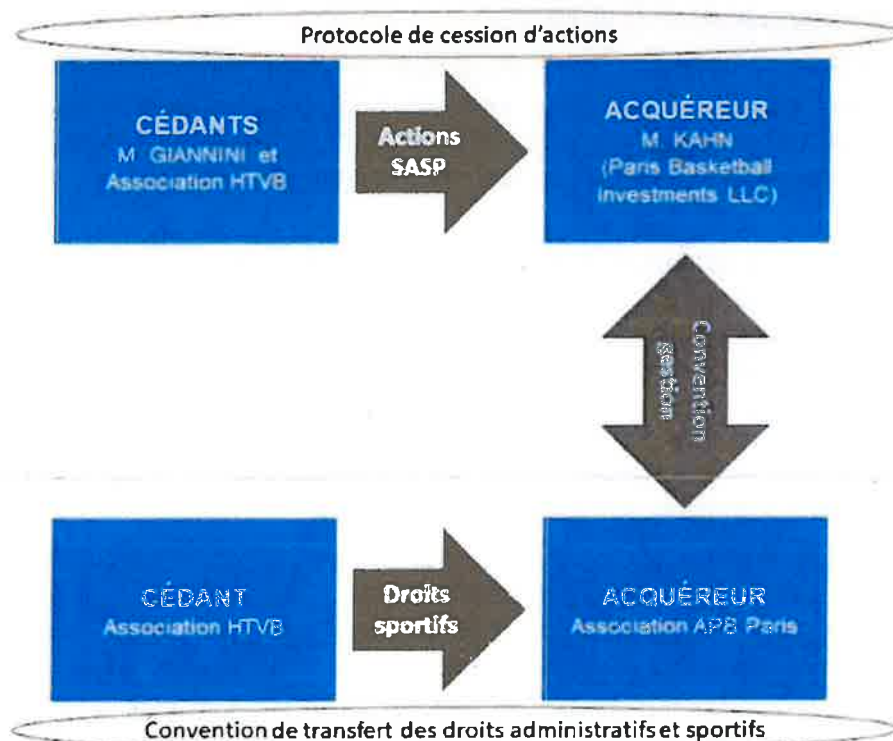 Protocole de cession d'actions
CÉDANTS
M GIANNINI et
Association HTVB
Actions
SASP
ACQUÉREUR
M. KAHN
(Paris Basketball
Investments LLC)
Convention
gestion
CÉDANT
Association HTVB
Droits
sportifs
ACQUÉREUR
Association APB Paris
Convention de transfert des droits administratifs et sportifs